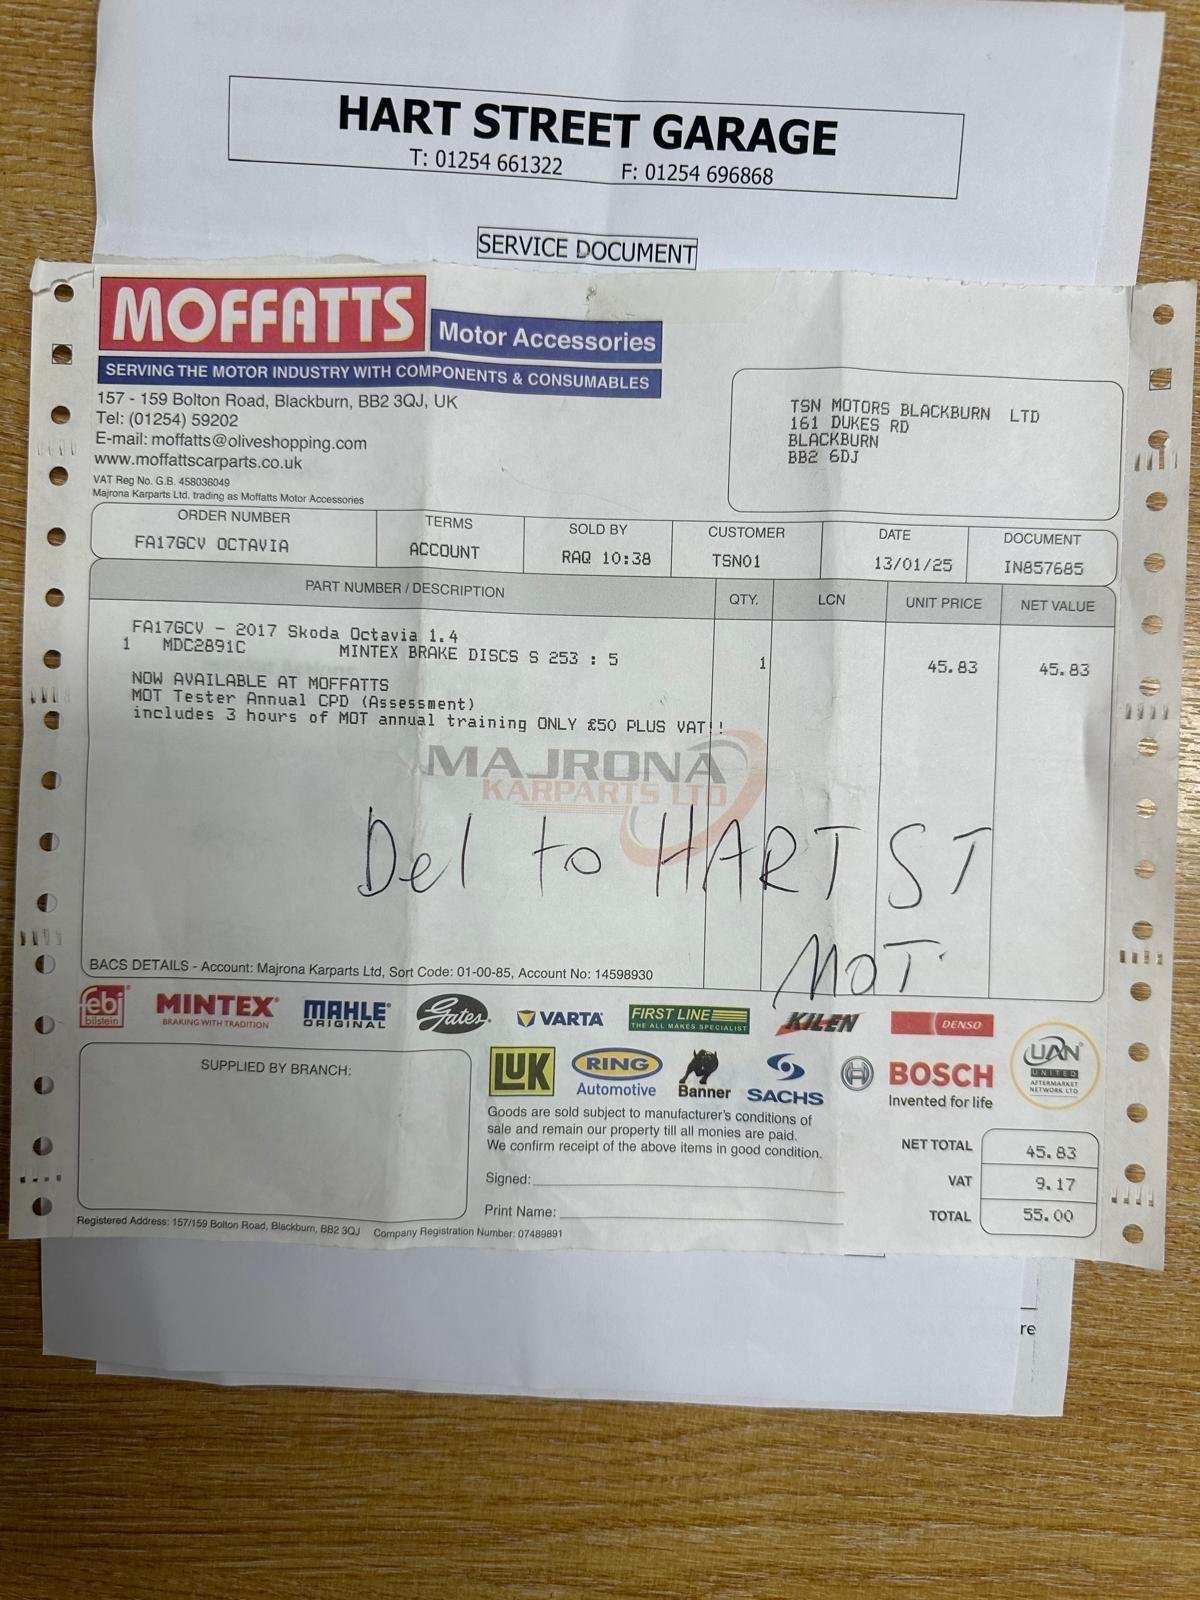 HART STREET GARAGE
T: 01254 661322 F: 01254 696868
SERVICE DOCUMENT
MOFFATTS
Motor Accessories
SERVING THE MOTOR INDUSTRY WITH COMPONENTS & CONSUMABLES
157 - 159 Bolton Road, Blackburn, BB2 3QJ, UK
Tel: (01254) 59202
E-mail: moffatts@oliveshopping.com
www.moffattscarparts.co.uk
VAT Reg No. G.B. 458036049
Majrona Karparts Ltd. trading as Moffatts Motor Accessories
TSN MOTORS BLACKBURN LTD
161 DUKES RD
BLACKBURN
BB2 6DJ
ORDER NUMBER TERMS SOLD BY CUSTOMER DATE DOCUMENT
FA17GCV OCTAVIA ACCOUNT RAQ 10:38 TSN01 13/01/25 IN857685
PART NUMBER / DESCRIPTION QTY. LCN UNIT PRICE NET VALUE
FA17GCV - 2017 Skoda Octavia 1.4
1 MDC2891C MINTEX BRAKE DISCS S 253 : 5 1 45.83 45.83
NOW AVAILABLE AT MOFFATTS
MOT Tester Annual CPD (Assessment)
includes 3 hours of MOT annual training ONLY £50 PLUS VAT!!
MAJRONA
KARPARTS LTD
Del to HART ST
MOT
BACS DETAILS - Account: Majrona Karparts Ltd, Sort Code: 01-00-85, Account No: 14598930
febi bilstein
MINTEX
BRAKING WITH TRADITION
MAHLE
ORIGINAL
Gates
VARTA
FIRST LINE
THE ALL MAKES SPECIALIST
KILEN
DENSO
LUK
RING
Automotive
Banner
SACHS
BOSCH
Invented for life
UAN
UNITED
AFTERMARKET
NETWORK LTD
SUPPLIED BY BRANCH:
Goods are sold subject to manufacturer's conditions of
sale and remain our property till all monies are paid.
We confirm receipt of the above items in good condition.
Signed:
Print Name:
NET TOTAL 45.83
VAT 9.17
TOTAL 55.00
Registered Address: 157/159 Bolton Road, Blackburn, BB2 3QJ Company Registration Number: 07489891
re